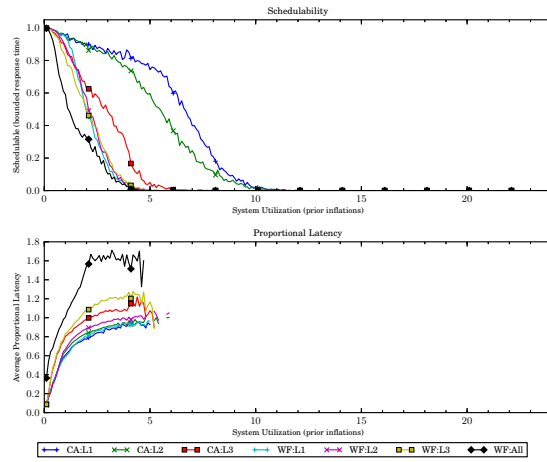 Schedulability
Schedulable (bounded response time)
1.0
0.8
0.6
0.4
0.2
0.0
0 5 10 15 20
System Utilization (prior inflations)
Proportional Latency
Average Proportional Latency
1.8
1.6
1.4
1.2
1.0
0.8
0.6
0.4
0.2
0.0
0 5 10 15 20
System Utilization (prior inflations)
CA:L1 CA:L2 CA:L3 WF:L1 WF:L2 WF:L3 WF:All